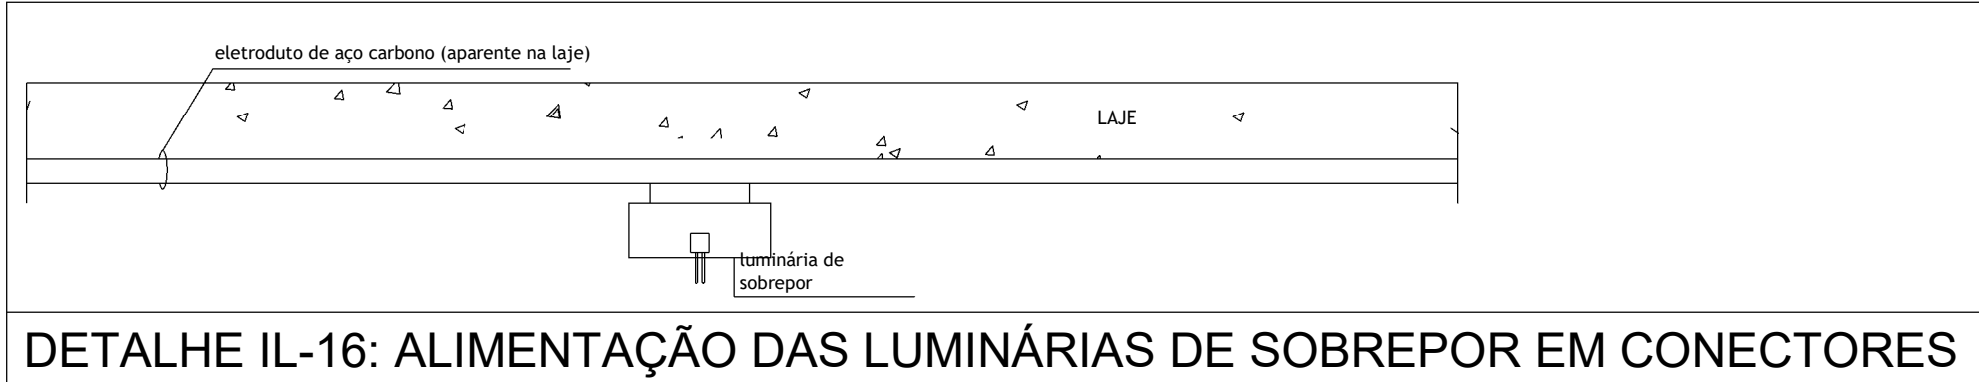 eletroduto de aço carbono (aparente na laje)
LAJE
luminária de
sobrepor
DETALHE IL-16: ALIMENTAÇÃO DAS LUMINÁRIAS DE SOBREPOR EM CONECTORES